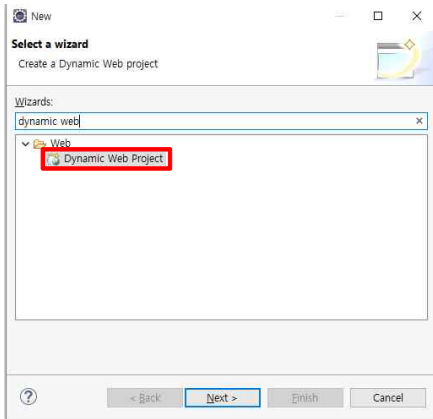 New
Select a wizard
Create a Dynamic Web project
Wizards:
dynamic web
Web
Dynamic Web Project
< Back Next > Finish Cancel